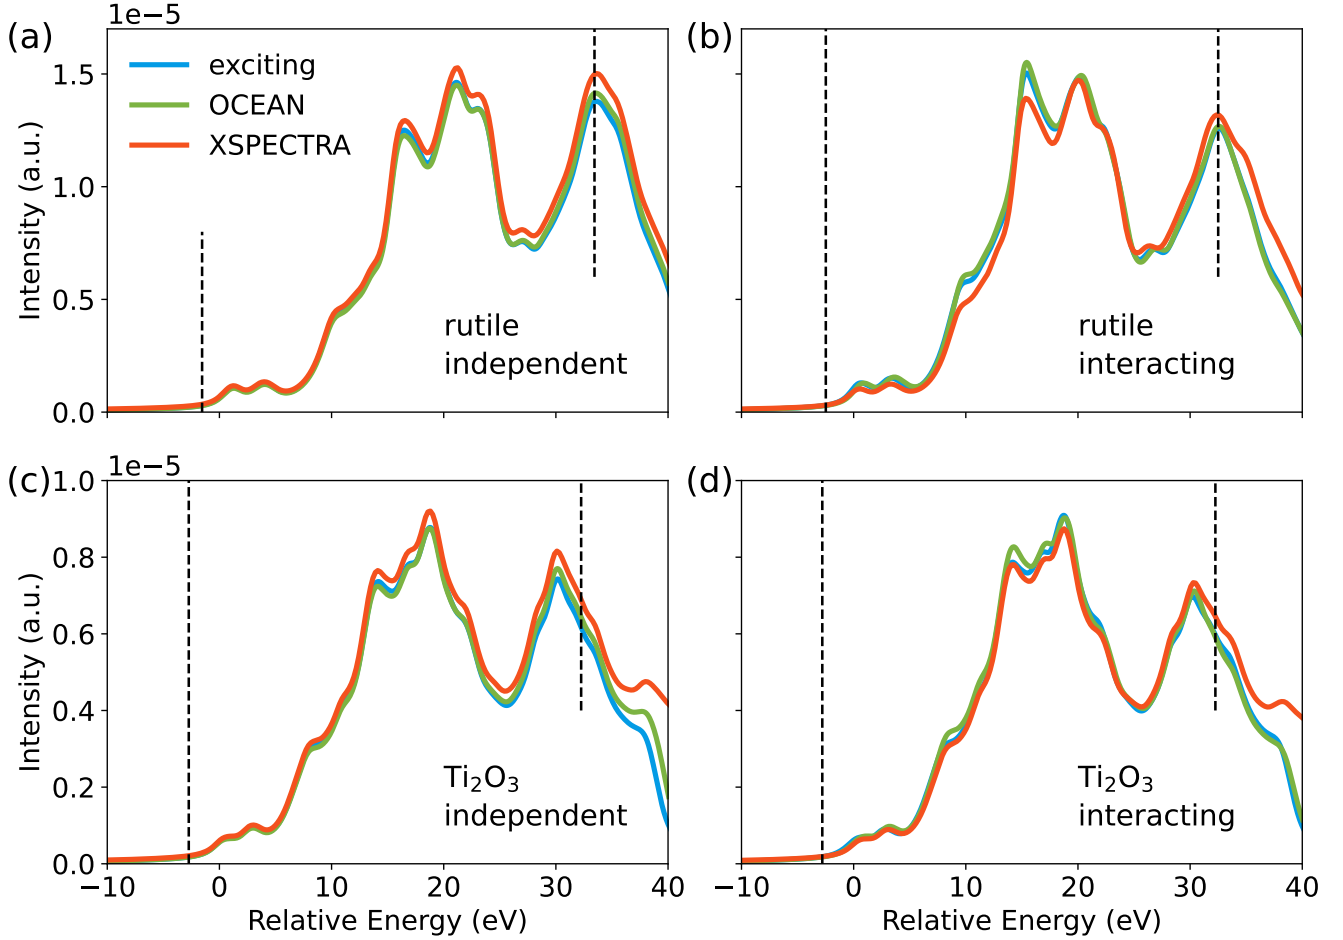 (a)
1e−5
(b)
exciting
OCEAN
XSPECTRA
1.5
1.0
0.5
0.0
Intensity (a.u.)
rutile
independent
rutile
interacting
(c)
1e−5
(d)
1.0
0.8
0.6
0.4
0.2
0.0
Intensity (a.u.)
Ti₂O₃
independent
Ti₂O₃
interacting
−10 0 10 20 30 40
−10 0 10 20 30 40
Relative Energy (eV)
Relative Energy (eV)